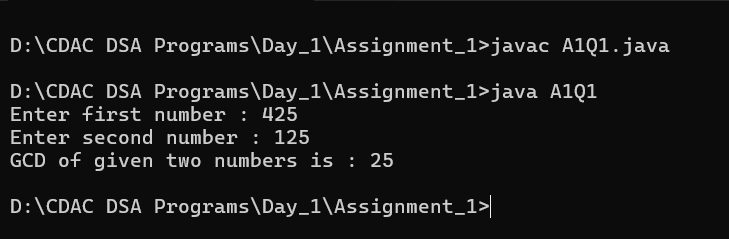 D:\CDAC DSA Programs\Day_1\Assignment_1>javac A1Q1.java
D:\CDAC DSA Programs\Day_1\Assignment_1>java A1Q1
Enter first number : 425
Enter second number : 125
GCD of given two numbers is : 25
D:\CDAC DSA Programs\Day_1\Assignment_1>